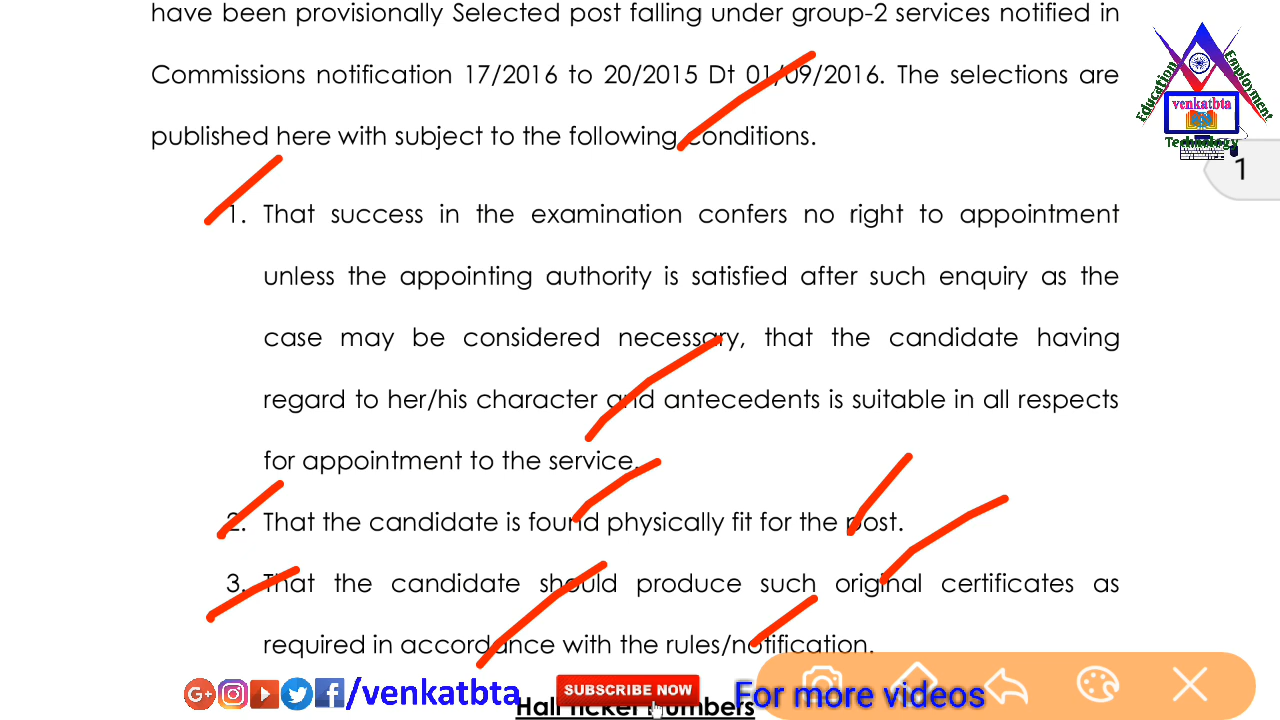 have been provisionally Selected post falling under group-2 services notified in
Commissions notification 17/2016 to 20/2015 Dt 01/09/2016. The selections are
published here with subject to the following conditions.
1. That success in the examination confers no right to appointment
unless the appointing authority is satisfied after such enquiry as the
case may be considered necessary, that the candidate having
regard to her/his character and antecedents is suitable in all respects
for appointment to the service.
2. That the candidate is found physically fit for the post.
3. That the candidate should produce such original certificates as
required in accordance with the rules/notification.
Hall Ticket Numbers
Education
Employment
venkatbta
Technology
1
G+ /venkatbta
SUBSCRIBE NOW
For more videos